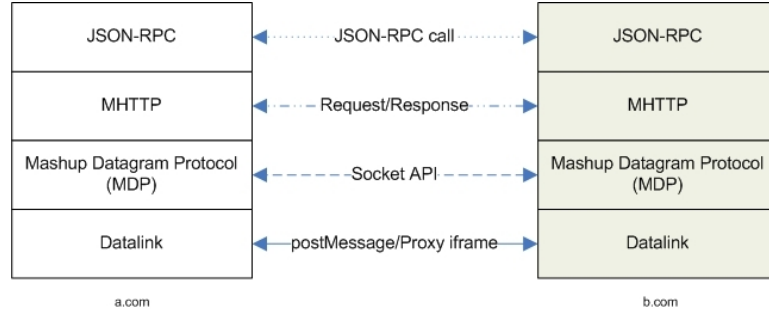 JSON-RPC
JSON-RPC call
JSON-RPC
MHTTP
Request/Response
MHTTP
Mashup Datagram Protocol
(MDP)
Socket API
Mashup Datagram Protocol
(MDP)
Datalink
postMessage/Proxy iframe
Datalink
a.com
b.com